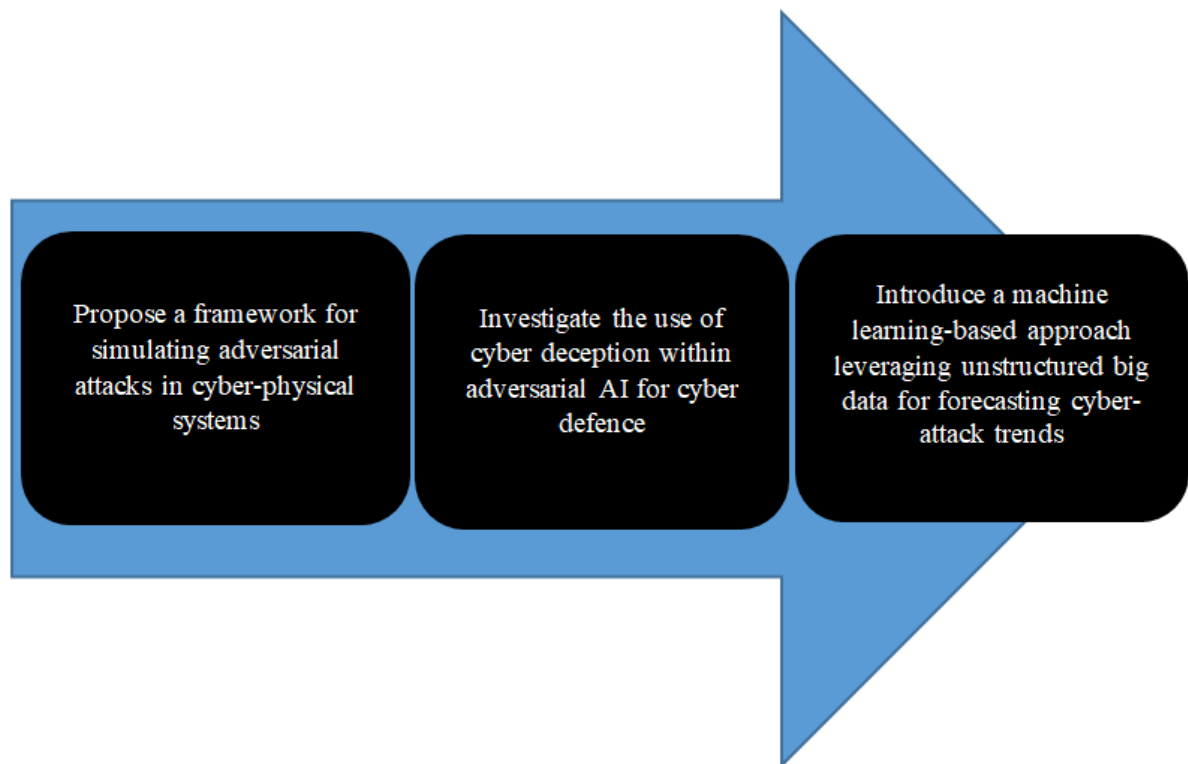 Propose a framework for
simulating adversarial
attacks in cyber-physical
systems
Investigate the use of
cyber deception within
adversarial AI for cyber
defence
Introduce a machine
learning-based approach
leveraging unstructured big
data for forecasting cyber-
attack trends